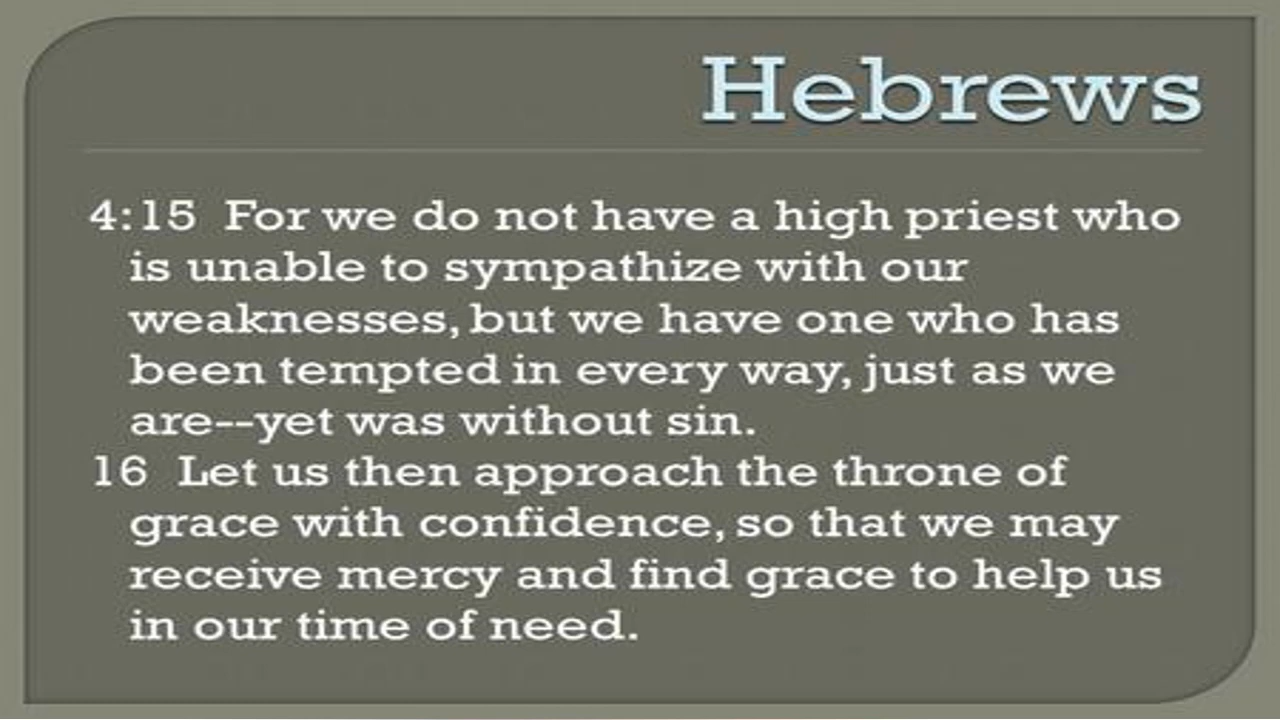 Hebrews
4:15 For we do not have a high priest who
is unable to sympathize with our
weaknesses, but we have one who has
been tempted in every way, just as we
are--yet was without sin.
16 Let us then approach the throne of
grace with confidence, so that we may
receive mercy and find grace to help us
in our time of need.